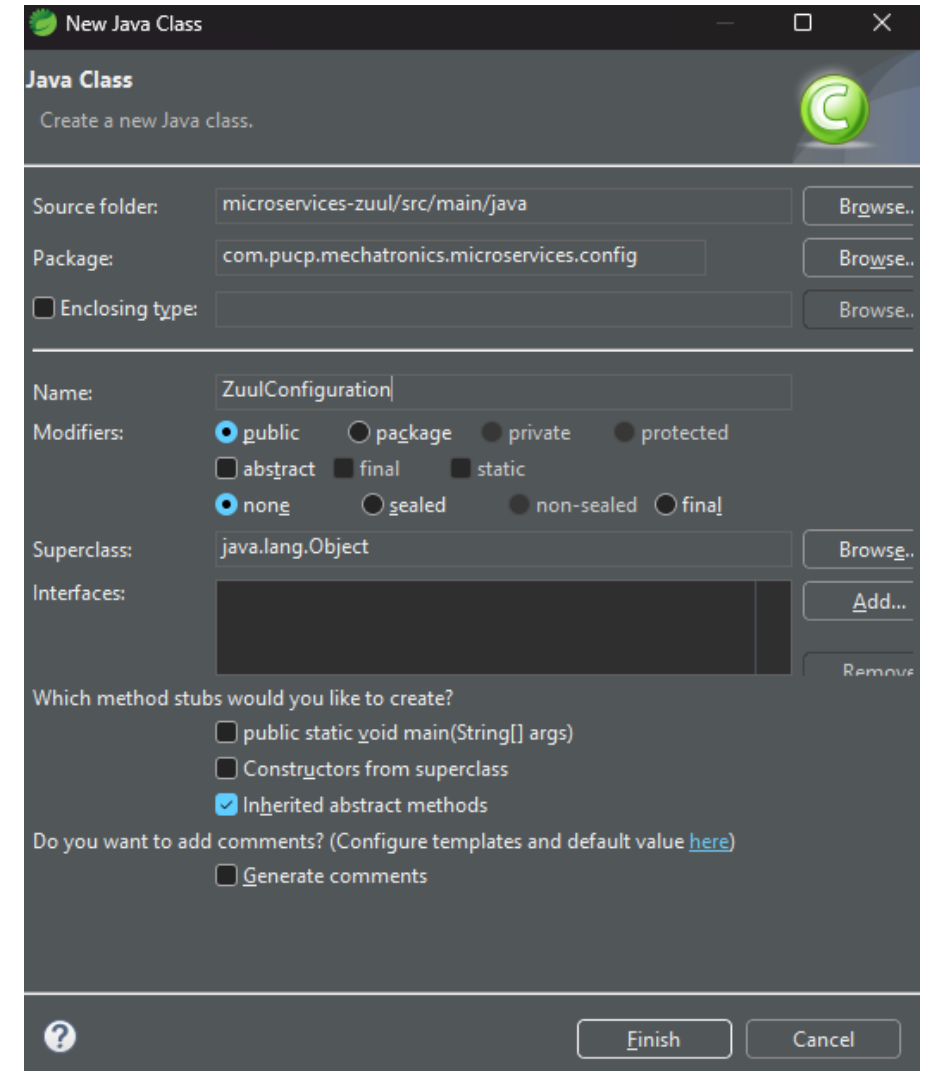 New Java Class
Java Class
Create a new Java class.
Source folder: microservices-zuul/src/main/java Browse..
Package: com.pucp.mechatronics.microservices.config Browse..
Enclosing type: Browse..
Name: ZuulConfiguration
Modifiers: public package private protected
abstract final static
none sealed non-sealed final
Superclass: java.lang.Object Browse..
Interfaces: Add...
Remove
Which method stubs would you like to create?
public static void main(String[] args)
Constructors from superclass
Inherited abstract methods
Do you want to add comments? (Configure templates and default value here)
Generate comments
Finish Cancel